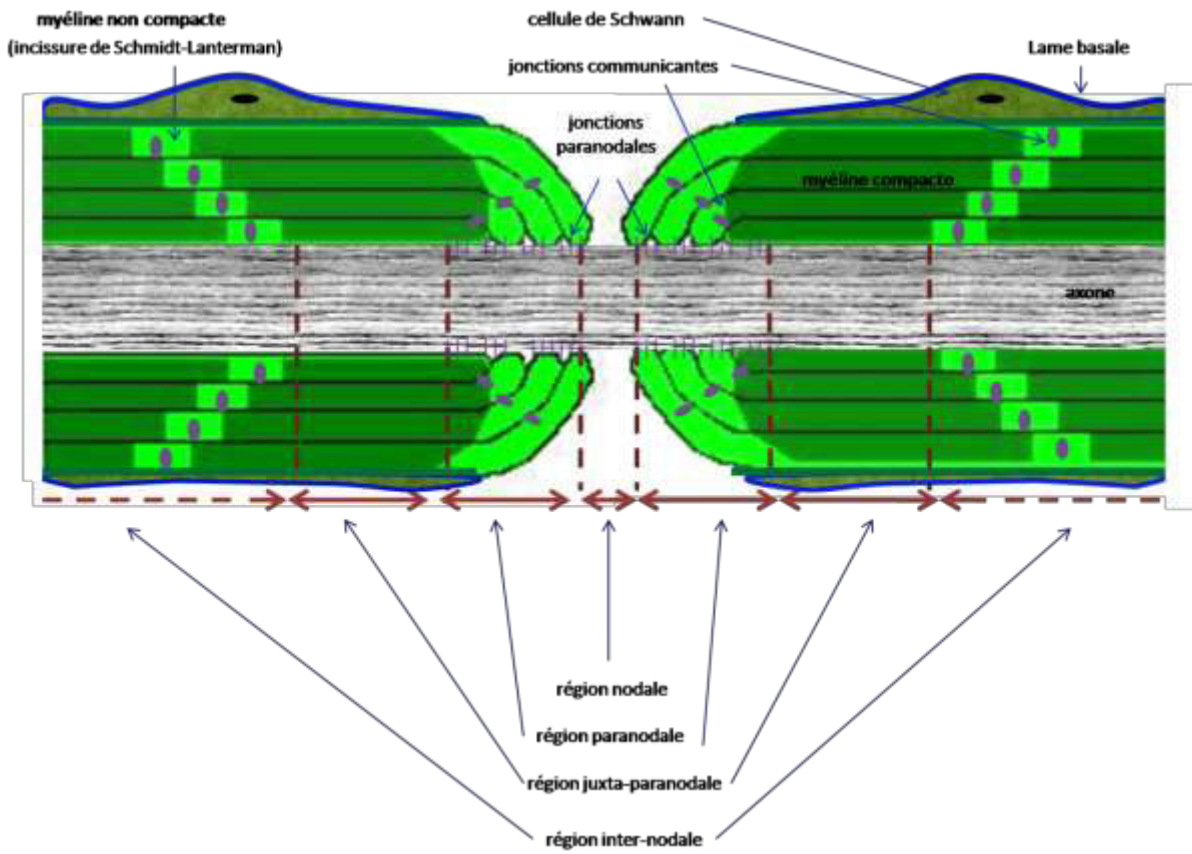 myéline non compacte
(incissure de Schmidt-Lanterman)
cellule de Schwann
jonctions communicantes
Lame basale
jonctions
paranodales
myéline compacte
axone
région nodale
région paranodale
région juxta-paranodale
région inter-nodale